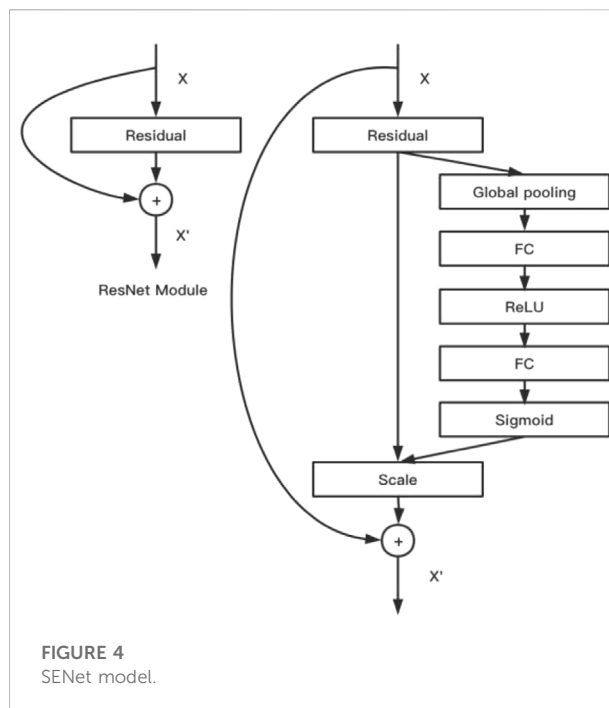 X
Residual
+
X'
ResNet Module
X
Residual
Global pooling
FC
ReLU
FC
Sigmoid
Scale
+
X'
FIGURE 4
SENet model.